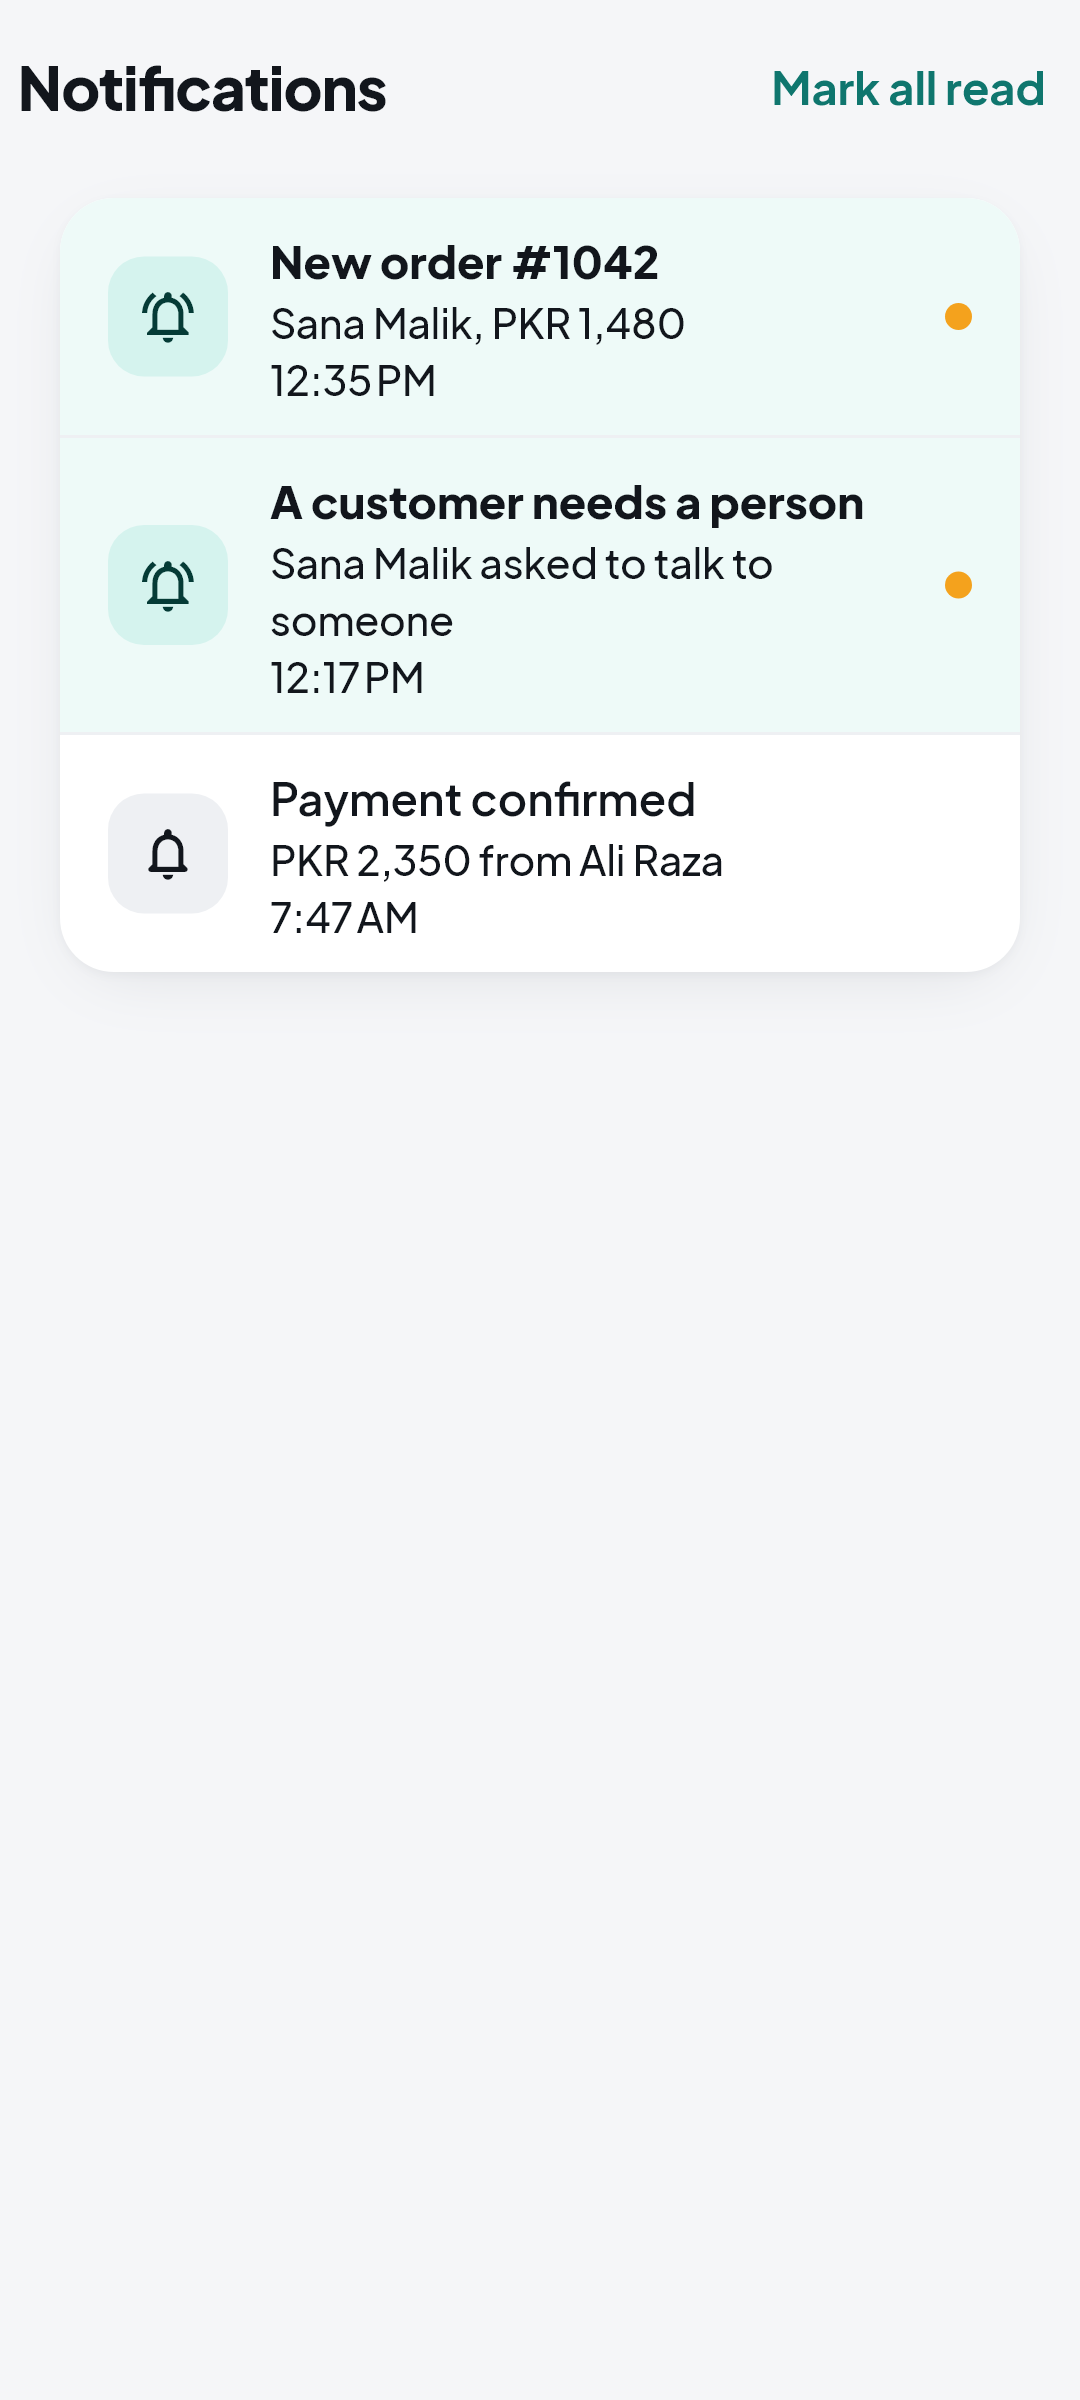 Notifications
Mark all read
New order #1042
Sana Malik, PKR 1,480
12:35 PM
A customer needs a person
Sana Malik asked to talk to
someone
12:17 PM
Payment confirmed
PKR 2,350 from Ali Raza
7:47 AM